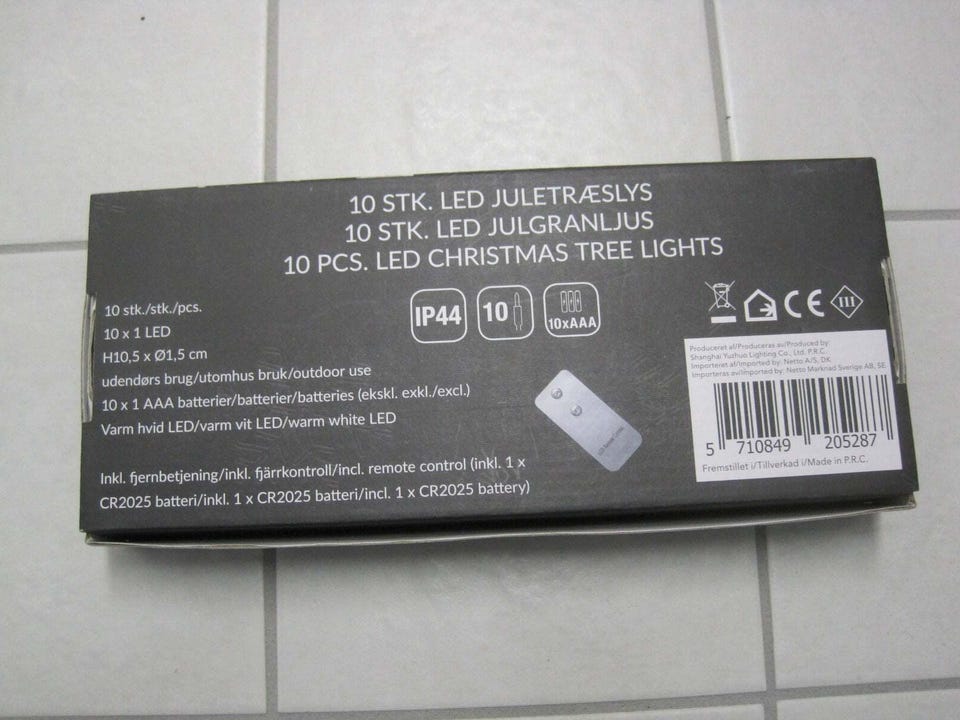 10 STK. LED JULETRÆSLYS
10 STK. LED JULGRANLJUS
10 PCS. LED CHRISTMAS TREE LIGHTS
10 stk./stk./pcs.
10 x 1 LED
H10,5 x Ø1,5 cm
udendørs brug/utomhus bruk/outdoor use
10 x 1 AAA batterier/batterier/batteries (ekskl. exkl./excl.)
Varm hvid LED/varm vit LED/warm white LED
Inkl. fjernbetjening/inkl. fjärrkontroll/incl. remote control (inkl. 1 x
CR2025 batteri/inkl. 1 x CR2025 batteri/incl. 1 x CR2025 battery)
IP44
10
10xAAA
CE
III
Produceret af/Produceras av/Produced by:
Shanghai Yuzhuo Lighting Co., Ltd. P.R.C.
Importeret af/Imported by: Netto A/S, DK
Importeras av/Imported by: Netto Marknad Sverige AB, SE
5 710849 205287
Fremstillet i/Tillverkad i/Made in P.R.C.